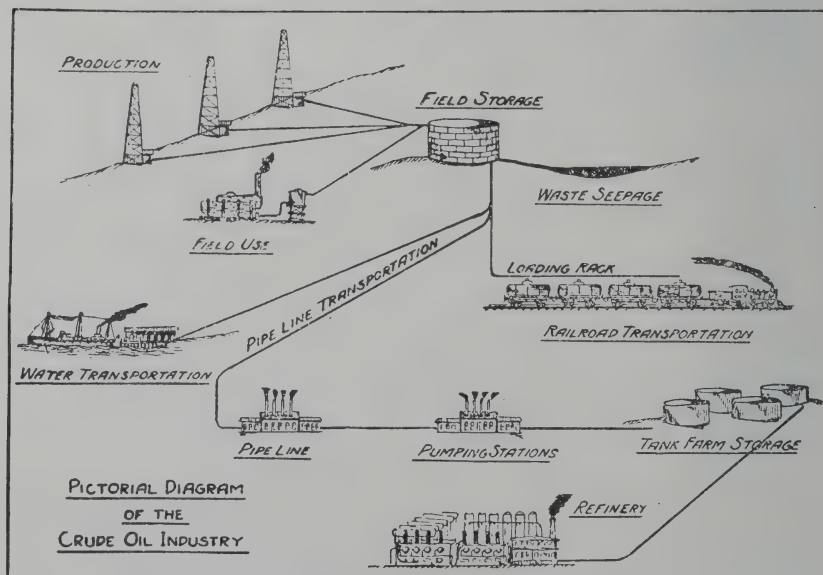 PRODUCTION
FIELD STORAGE
WASTE SEEPAGE
FIELD USE
LOADING RACK
PIPE LINE TRANSPORTATION
RAILROAD TRANSPORTATION
WATER TRANSPORTATION
PIPE LINE
PUMPING STATIONS
TANK FARM STORAGE
PICTORIAL DIAGRAM
OF THE
CRUDE OIL INDUSTRY
REFINERY